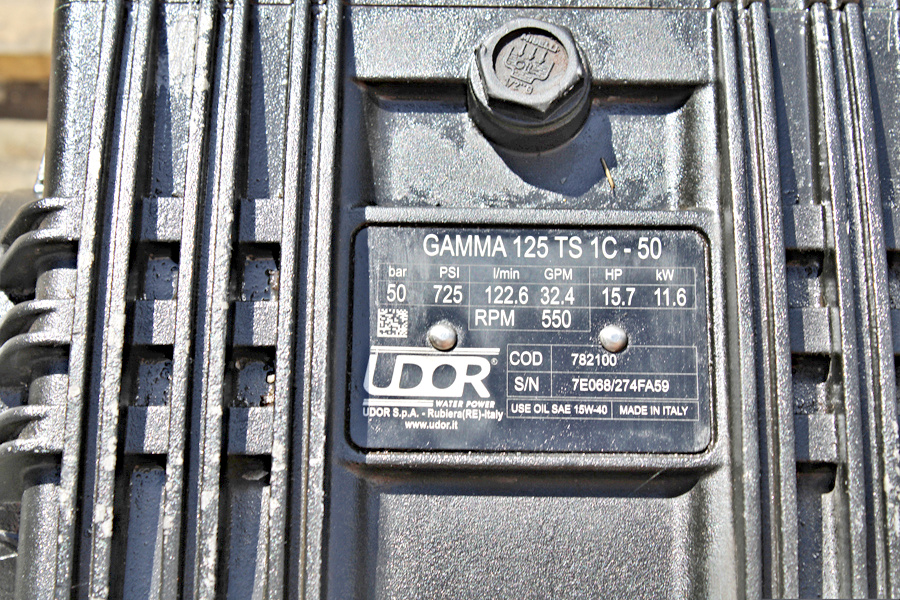 GAMMA 125 TS 1C - 50
bar PSI l/min GPM HP kW
50 725 122.6 32.4 15.7 11.6
RPM 550
UDOR®
WATER POWER
UDOR S.p.A. - Rubiera(RE)-Italy
www.udor.it
COD 782100
S/N 7E068/274FA59
USE OIL SAE 15W-40 MADE IN ITALY